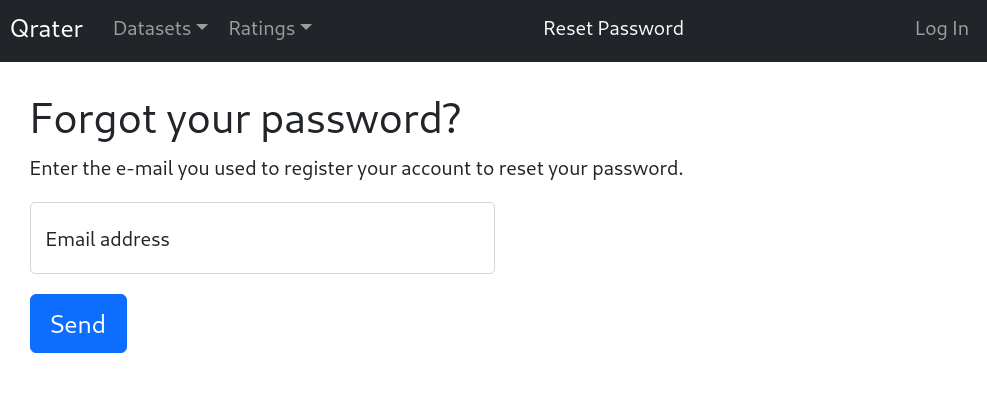 Qrater Datasets Ratings Reset Password Log In
Forgot your password?
Enter the e-mail you used to register your account to reset your password.
Email address
Send